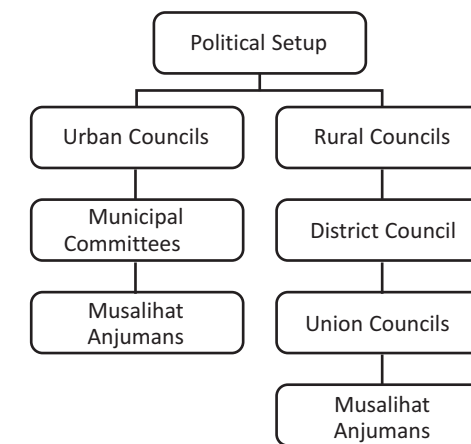 Political Setup
Urban Councils
Rural Councils
Municipal
Committees
District Council
Musalihat
Anjumans
Union Councils
Musalihat
Anjumans